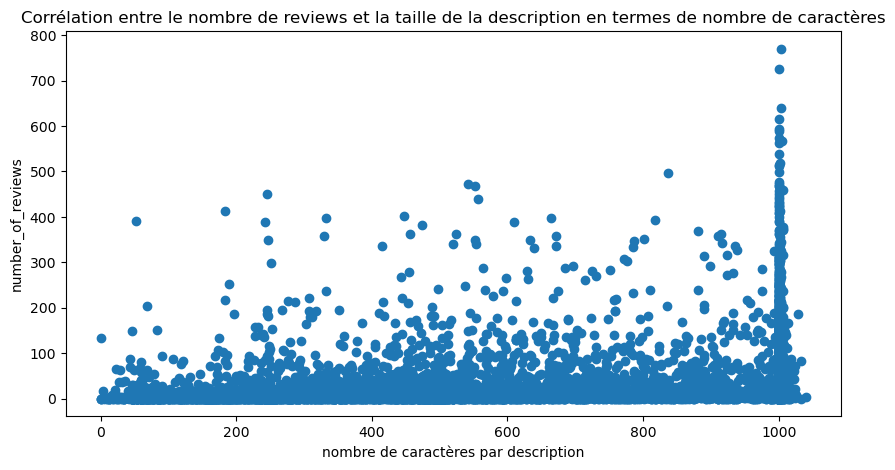 Corrélation entre le nombre de reviews et la taille de la description en termes de nombre de caractères
800
700
600
500
400
300
200
100
0
number_of_reviews
0 200 400 600 800 1000
nombre de caractères par description